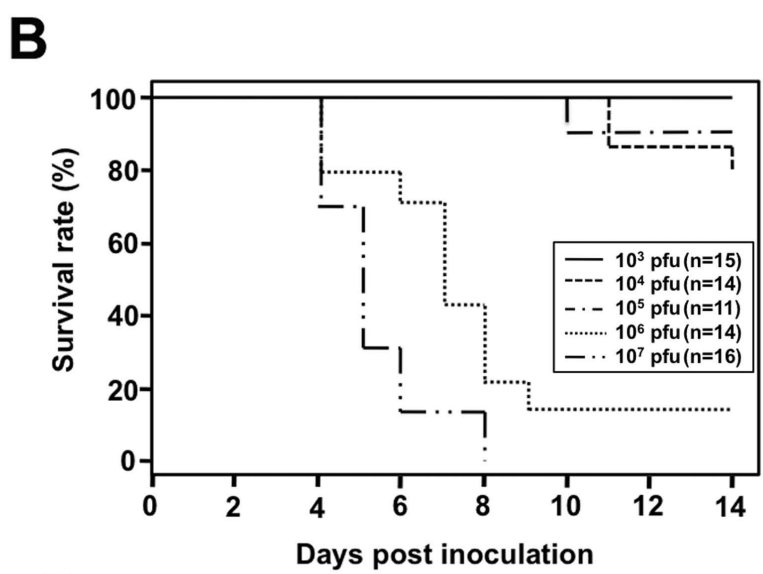 B
Survival rate (%)
100
80
60
40
20
0
10³ pfu (n=15)
10⁴ pfu (n=14)
10⁵ pfu (n=11)
10⁶ pfu (n=14)
10⁷ pfu (n=16)
0 2 4 6 8 10 12 14
Days post inoculation